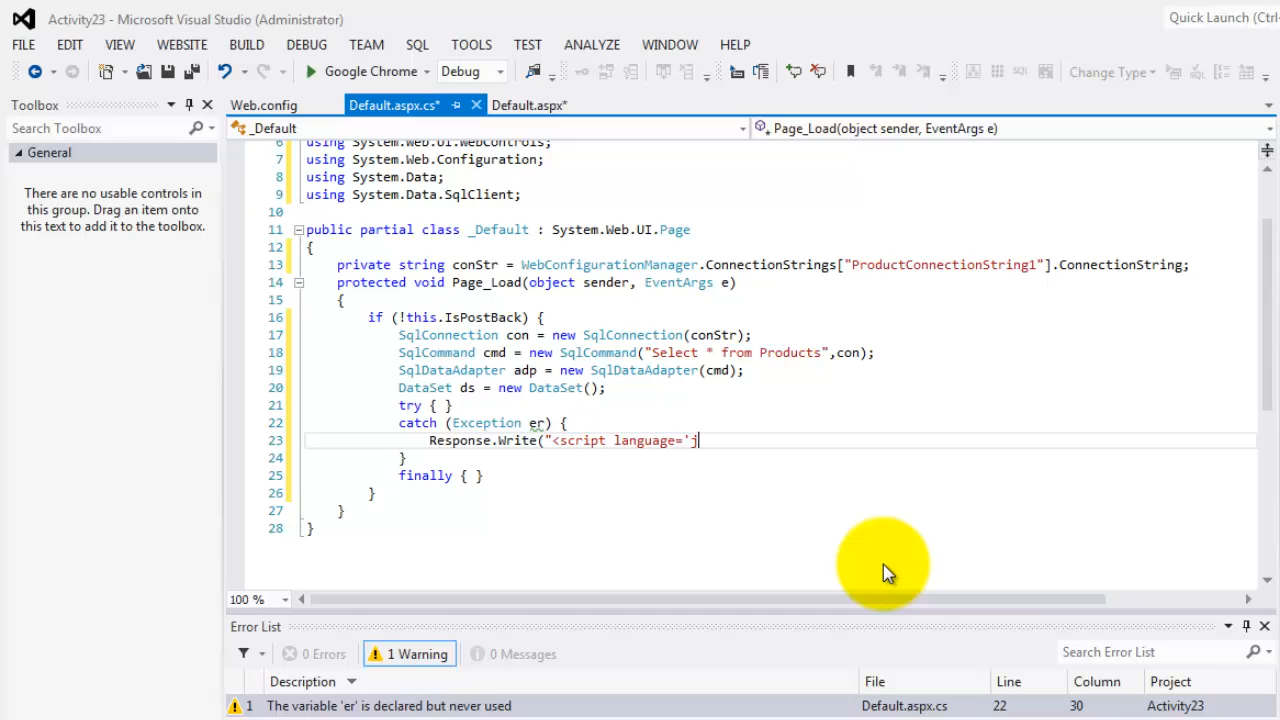 Activity23 - Microsoft Visual Studio (Administrator)
Quick Launch (Ctrl-
FILE EDIT VIEW WEBSITE BUILD DEBUG TEAM SQL TOOLS TEST ANALYZE WINDOW HELP
Google Chrome Debug Change Type
Toolbox
Web.config Default.aspx.cs* Default.aspx*
Search Toolbox
_Default Page_Load(object sender, EventArgs e)
General
There are no usable controls in
this group. Drag an item onto
this text to add it to the toolbox.
6 using System.Web.UI.WebControls;
7 using System.Web.Configuration;
8 using System.Data;
9 using System.Data.SqlClient;
10
11 public partial class _Default : System.Web.UI.Page
12 {
13 private string conStr = WebConfigurationManager.ConnectionStrings["ProductConnectionString1"].ConnectionString;
14 protected void Page_Load(object sender, EventArgs e)
15 {
16 if (!this.IsPostBack) {
17 SqlConnection con = new SqlConnection(conStr);
18 SqlCommand cmd = new SqlCommand("Select * from Products",con);
19 SqlDataAdapter adp = new SqlDataAdapter(cmd);
20 DataSet ds = new DataSet();
21 try { }
22 catch (Exception er) {
23 Response.Write("<script language='j
24 }
25 finally { }
26 }
27 }
28 }
100 %
Error List
0 Errors 1 Warning 0 Messages Search Error List
Description File Line Column Project
1 The variable 'er' is declared but never used Default.aspx.cs 22 30 Activity23